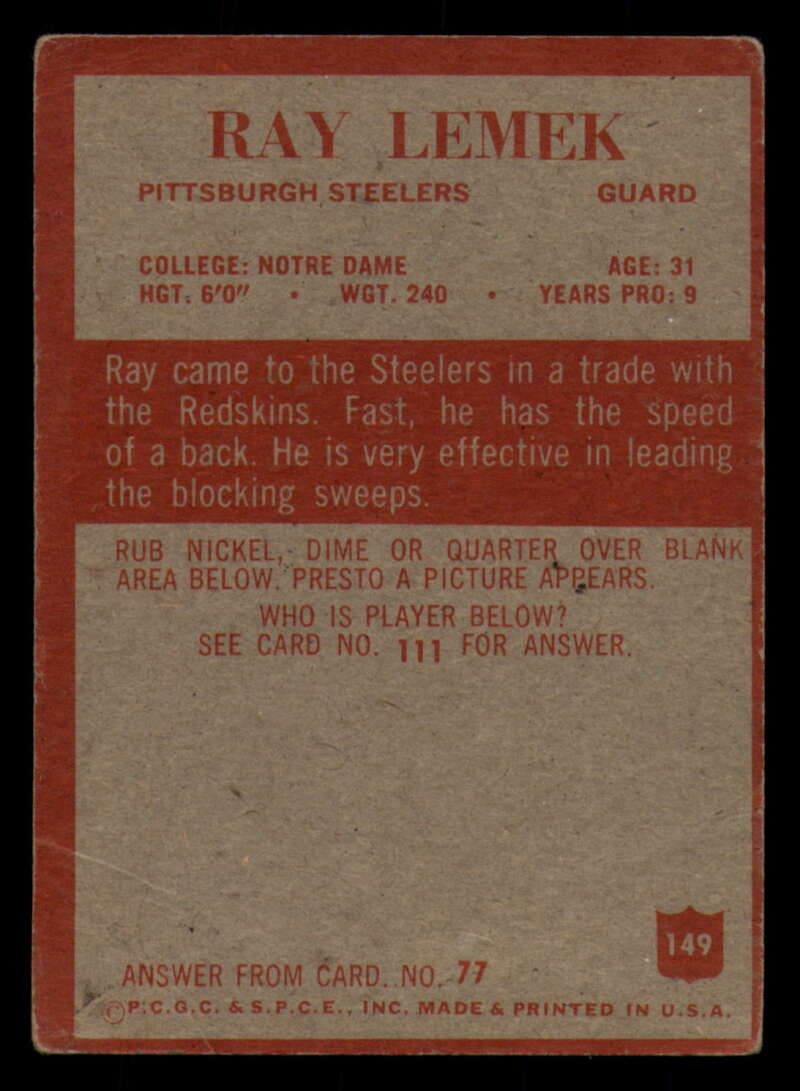 RAY LEMEK
PITTSBURGH STEELERS GUARD
COLLEGE: NOTRE DAME AGE: 31
HGT. 6'0" • WGT. 240 • YEARS PRO: 9
Ray came to the Steelers in a trade with
the Redskins. Fast, he has the speed
of a back. He is very effective in leading
the blocking sweeps.
RUB NICKEL, DIME OR QUARTER OVER BLANK
AREA BELOW. PRESTO A PICTURE APPEARS.
WHO IS PLAYER BELOW?
SEE CARD NO. 111 FOR ANSWER.
149
ANSWER FROM CARD. NO. 77
©P.C.G.C. & S.P.C.E., INC. MADE & PRINTED IN U.S.A.